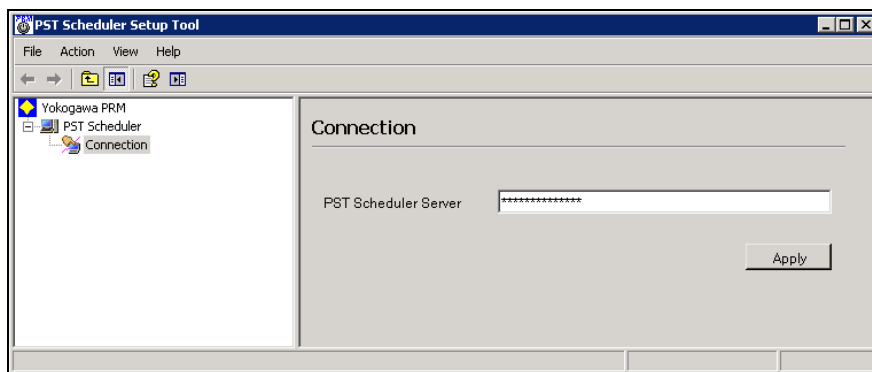 PST Scheduler Setup Tool
File Action View Help
Yokogawa PRM
PST Scheduler
Connection
Connection
PST Scheduler Server **************
Apply